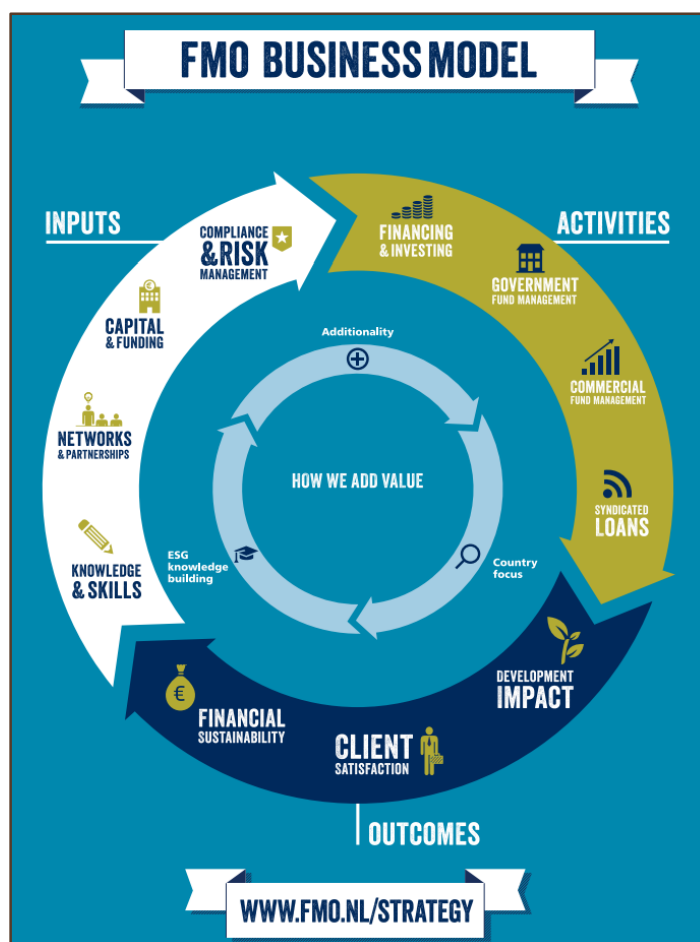 FMO BUSINESS MODEL
INPUTS
COMPLIANCE
& RISK
MANAGEMENT
CAPITAL
& FUNDING
NETWORKS
& PARTNERSHIPS
KNOWLEDGE
& SKILLS
ACTIVITIES
FINANCING
& INVESTING
GOVERNMENT
FUND MANAGEMENT
COMMERCIAL
FUND MANAGEMENT
SYNDICATED
LOANS
Additionality
HOW WE ADD VALUE
ESG
knowledge
building
Country
focus
DEVELOPMENT
IMPACT
CLIENT
SATISFACTION
€
FINANCIAL
SUSTAINABILITY
OUTCOMES
WWW.FMO.NL/STRATEGY